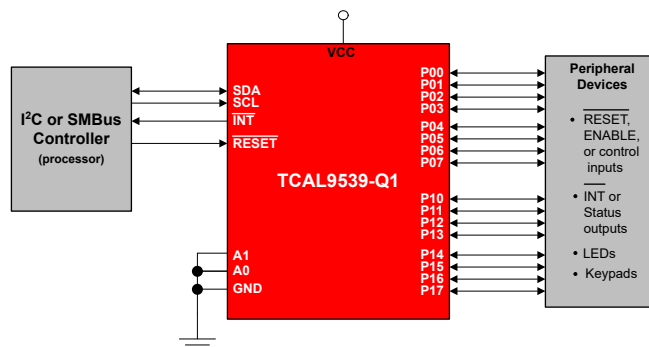 VCC
I²C or SMBus
Controller
(processor)
SDA
SCL
INT
RESET
TCAL9539-Q1
A1
A0
GND
P00
P01
P02
P03
P04
P05
P06
P07
P10
P11
P12
P13
P14
P15
P16
P17
Peripheral
Devices
• RESET,
ENABLE,
or control
inputs
• INT or
Status
outputs
• LEDs
• Keypads